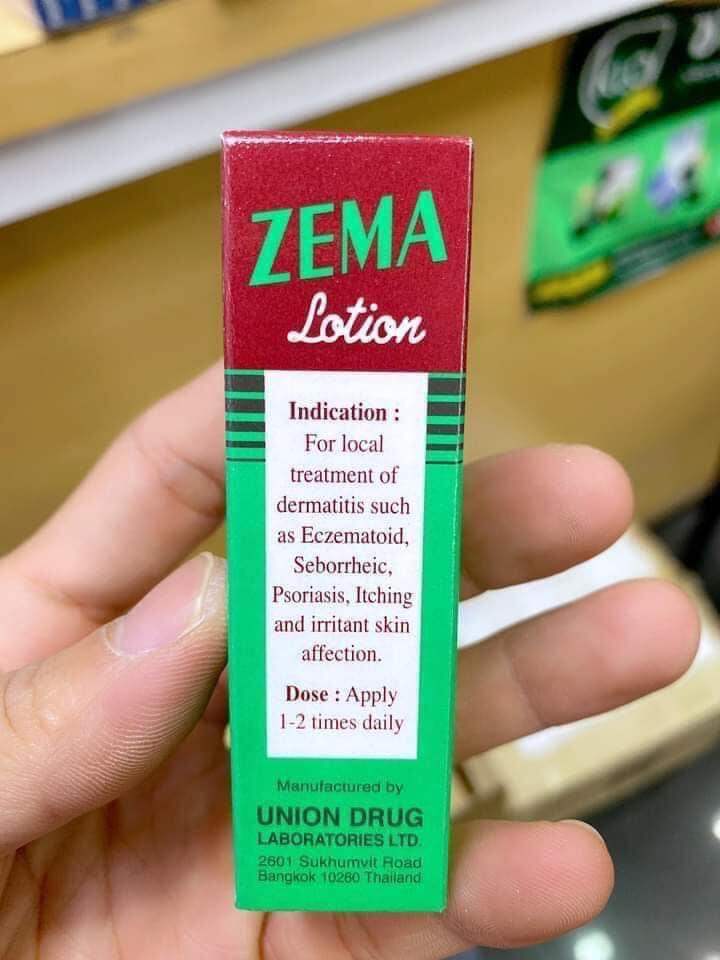 ZEMA
Lotion
Indication :
For local
treatment of
dermatitis such
as Eczematoid,
Seborrheic,
Psoriasis, Itching
and irritant skin
affection.
Dose : Apply
1-2 times daily
Manufactured by
UNION DRUG
LABORATORIES LTD.
2601 Sukhumvit Road
Bangkok 10260 Thailand